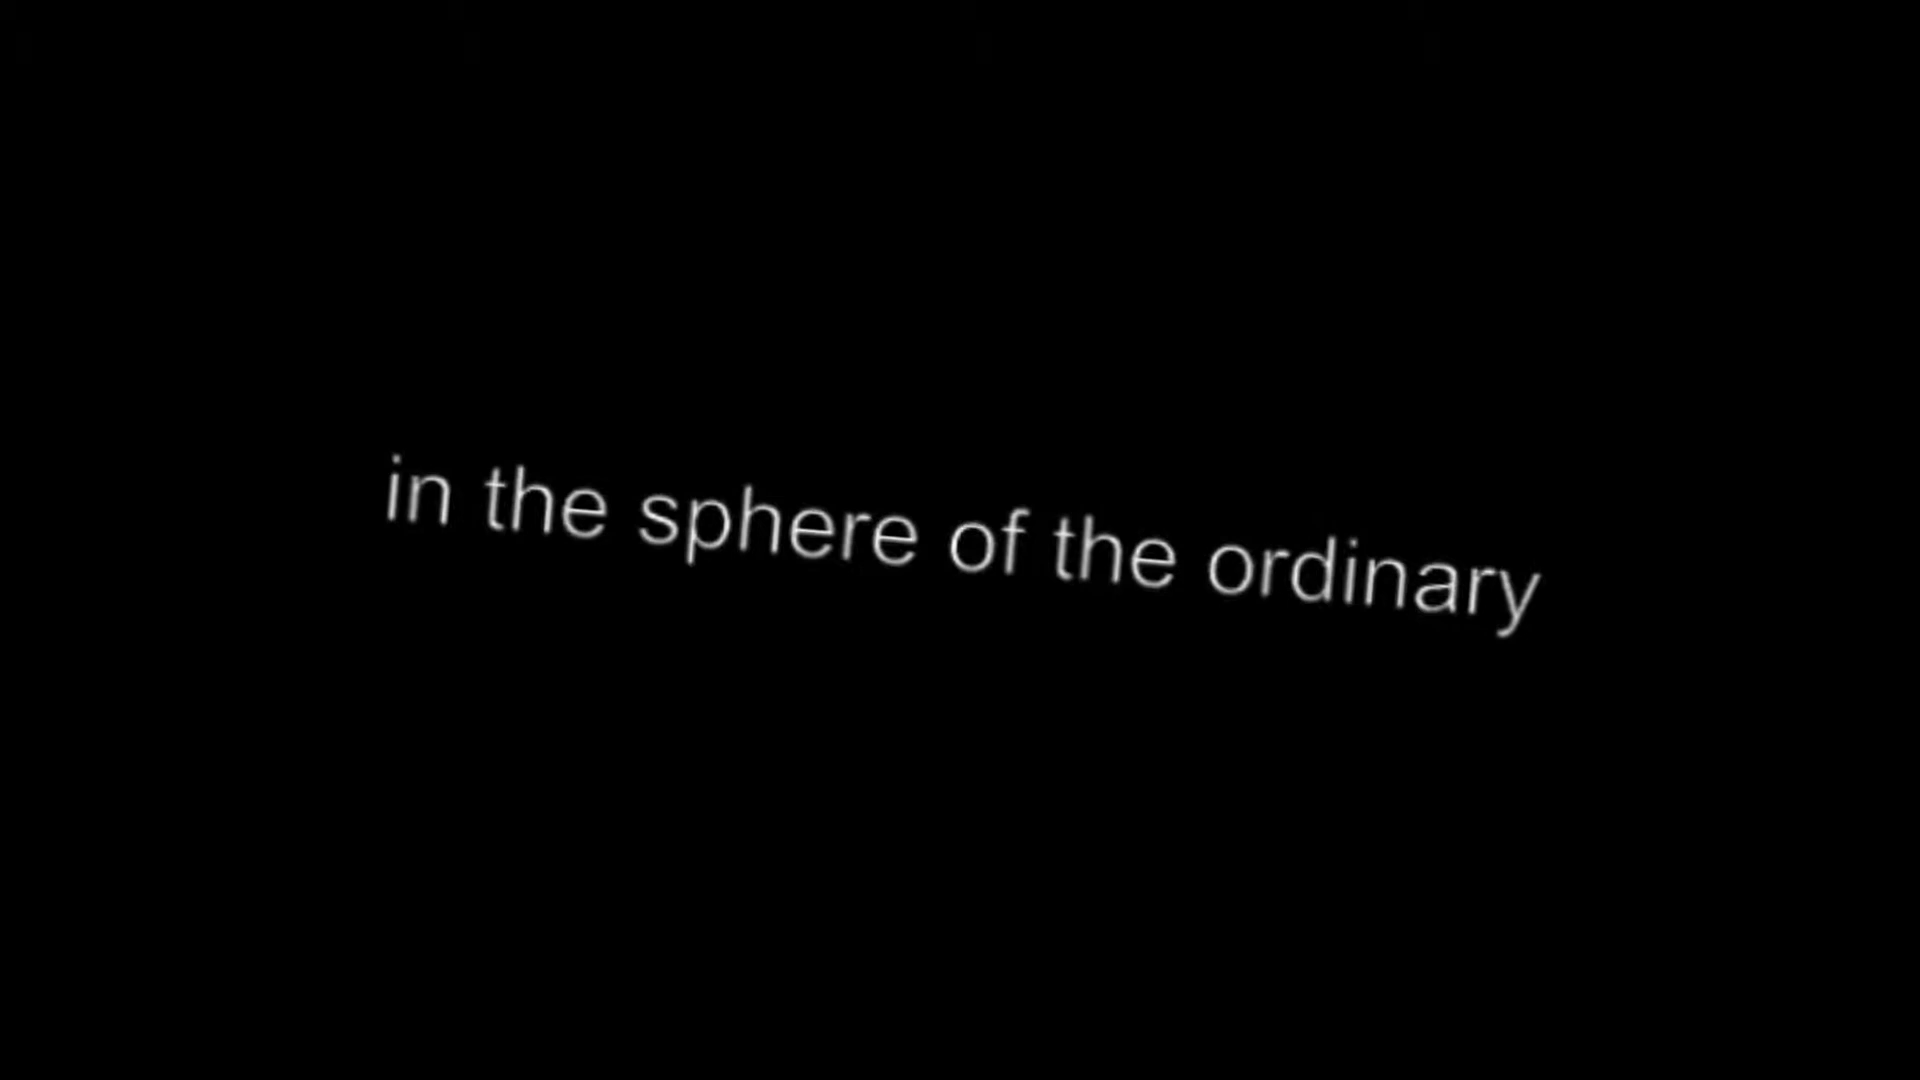 in the sphere of the ordinary